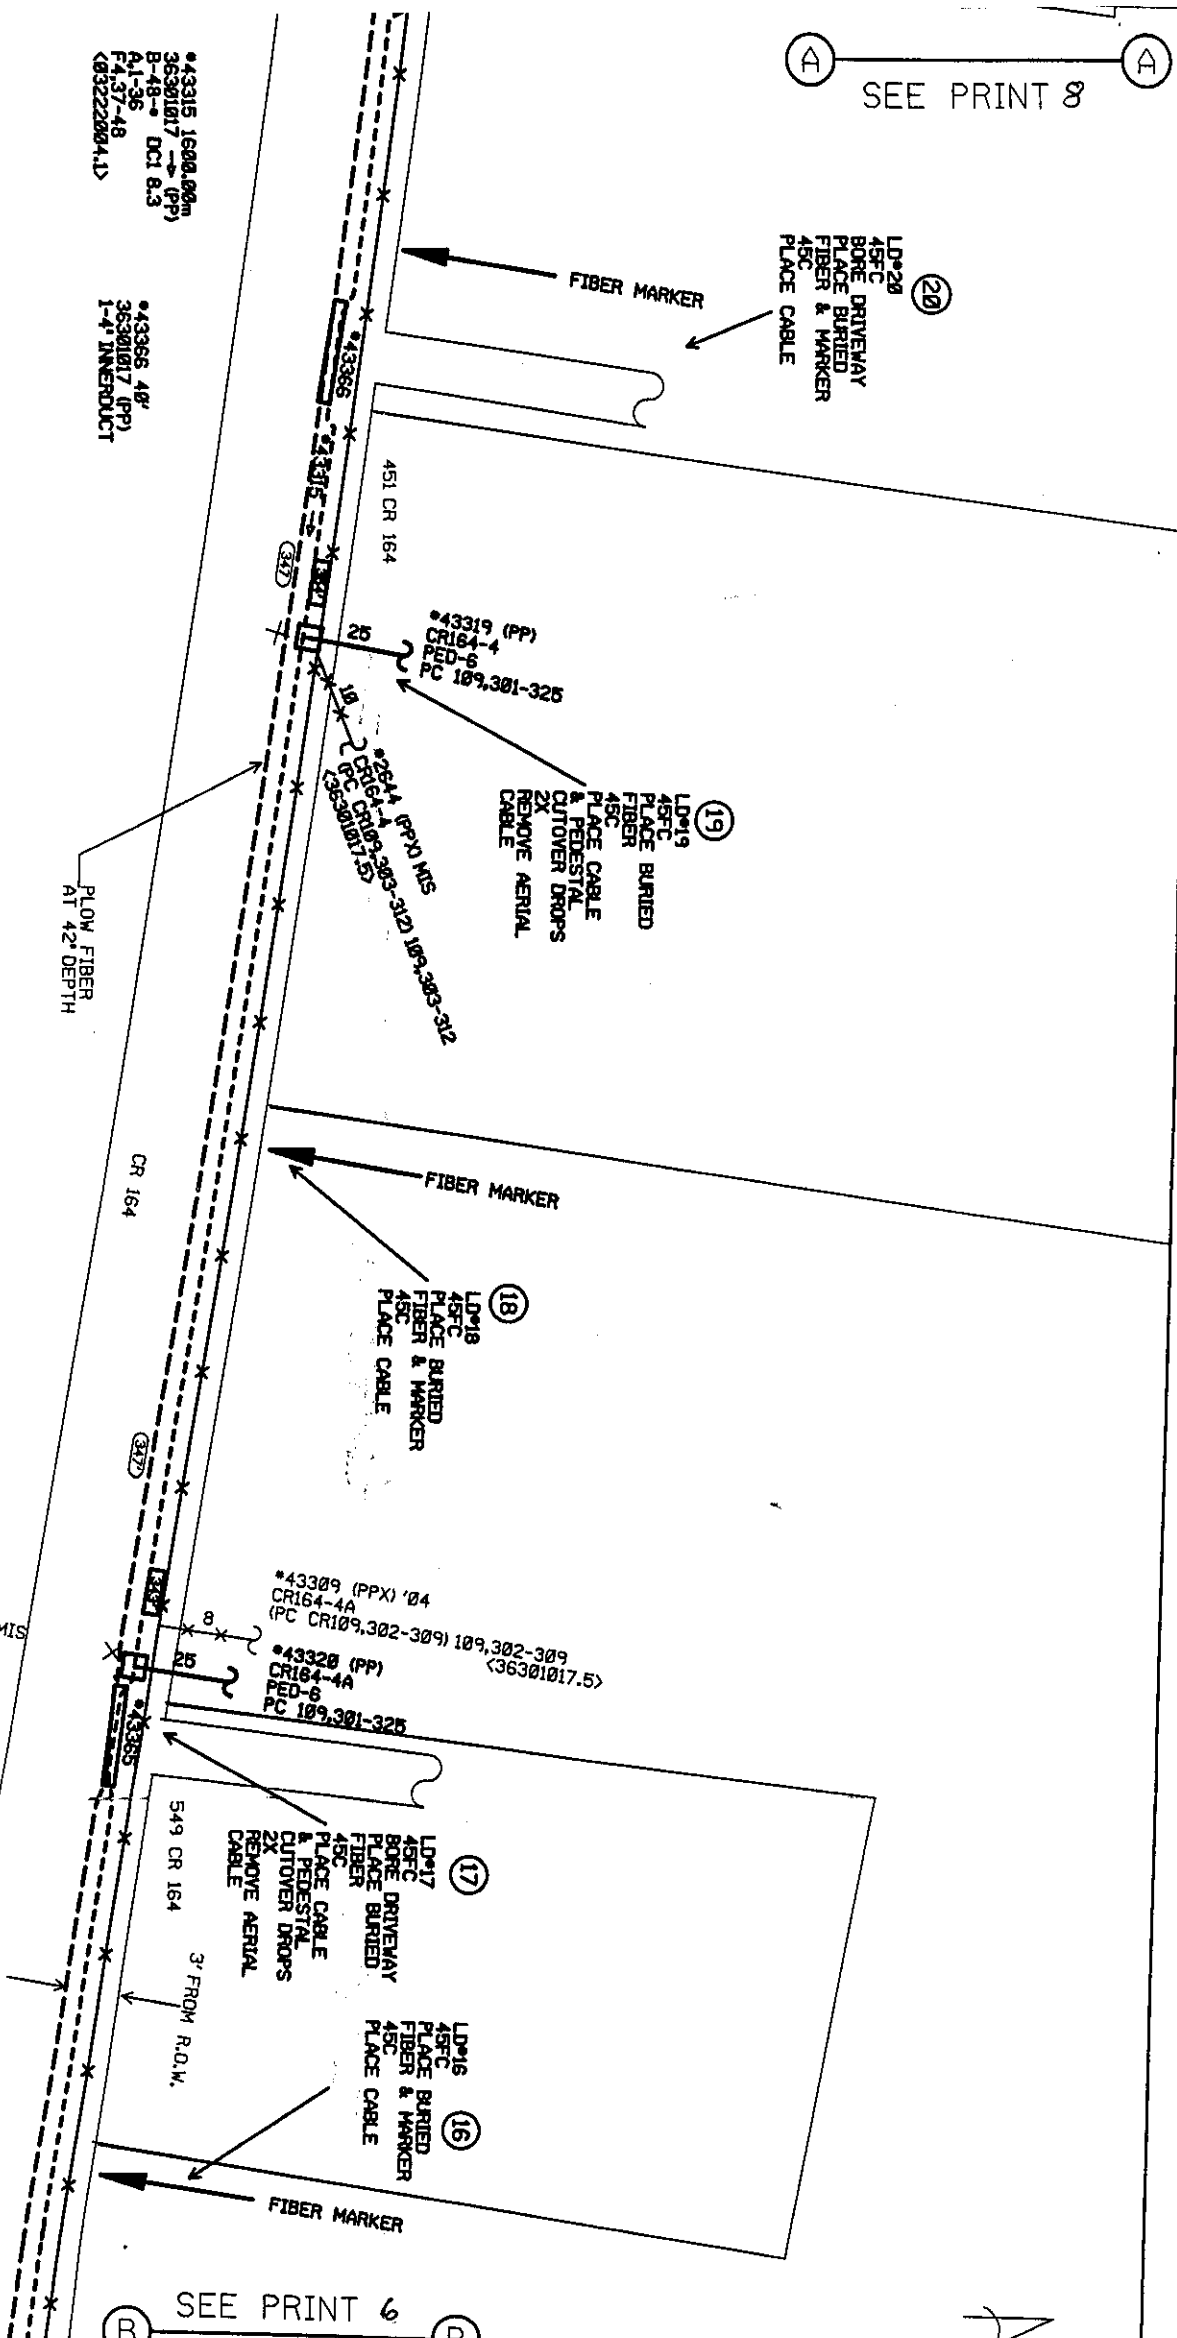 A
A
SEE PRINT 8
*43315 1600.00m
36301017 (PP)
B-48-* DC1 8.3
A,1-36
F4,37-48
<03222004.1>
*43366 40'
36301017 (PP)
1-4" INNERDUCT
FIBER MARKER
20
LD#20
45FC
BORE DRIVEWAY
PLACE BURIED
FIBER & MARKER
45C
PLACE CABLE
*43366
*43315
451 CR 164
347
347
25
*43319 (PP)
CR164-4
PED-6
PC 109,301-325
10
*2644 (PPX) MIS
CR164-4
(PC CR109,303-312) 109,303-312
<36301017.5>
19
LD#19
45FC
PLACE BURIED
FIBER
45C
PLACE CABLE
& PEDESTAL
CUTOVER DROPS
2X
REMOVE AERIAL
CABLE
PLOW FIBER
AT 42" DEPTH
CR 164
FIBER MARKER
18
LD#18
45FC
PLACE BURIED
FIBER & MARKER
45C
PLACE CABLE
347
347
MIS
8
*43309 (PPX) '04
CR164-4A
(PC CR109,302-309) 109,302-309
<36301017.5>
25
*43320 (PP)
CR164-4A
PED-6
PC 109,301-325
*43365
549 CR 164
17
LD#17
45FC
BORE DRIVEWAY
PLACE BURIED
FIBER
45C
PLACE CABLE
& PEDESTAL
CUTOVER DROPS
2X
REMOVE AERIAL
CABLE
3' FROM R.O.W.
16
LD#16
45FC
PLACE BURIED
FIBER & MARKER
45C
PLACE CABLE
FIBER MARKER
SEE PRINT 6
B
B